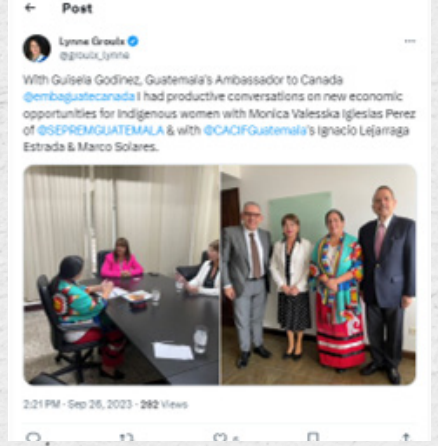 Post
Lynne Groulx
@groulx_lynne
With Guisela Godinez, Guatemala's Ambassador to Canada
@embaguatecanada I had productive conversations on new economic
opportunities for Indigenous women with Monica Valesska Iglesias Perez
of @SEPREMGUATEMALA & with @CACIFGuatemala's Ignacio Lejarraga
Estrada & Marco Solares.
2:21 PM · Sep 26, 2023 · 282 Views